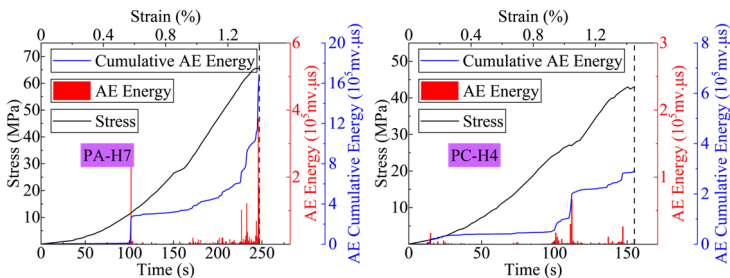 Strain (%)
0.0 0.4 0.8 1.2
Cumulative AE Energy
AE Energy
Stress
PA-H7
Stress (MPa)
70
60
50
40
30
20
10
AE Energy (10⁵mv.μs)
6
5
4
3
2
1
0
AE Cumulative Energy (10⁵mv.μs)
20
16
12
8
4
0
0 50 100 150 200 250
Time (s)
Strain (%)
0.0 0.4 0.8 1.2
Cumulative AE Energy
AE Energy
Stress
PC-H4
Stress (MPa)
50
40
30
20
10
0
AE Energy (10⁵mv.μs)
3
2
1
0
AE Cumulative Energy (10⁵mv.μs)
8
6
4
2
0
0 50 100 150
Time (s)